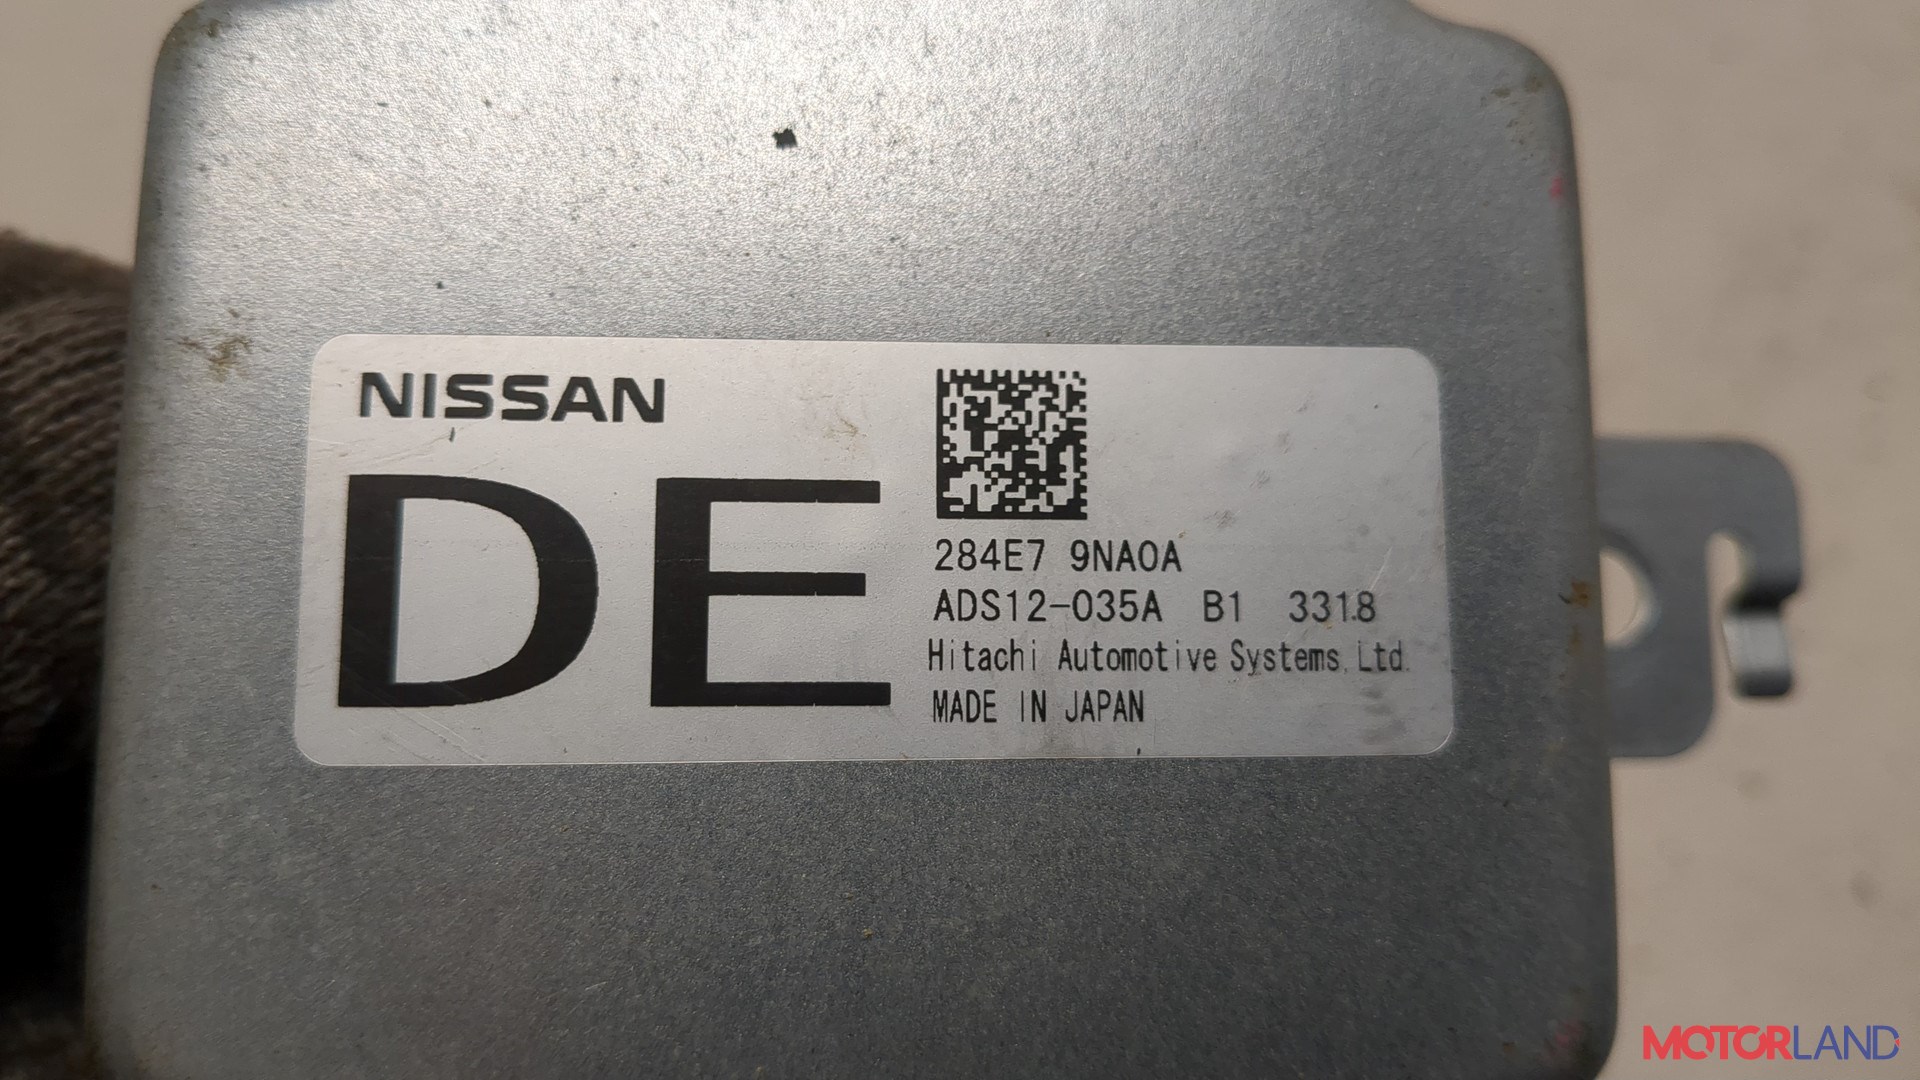 NISSAN
DE
284E7 9NA0A
ADS12-035A B1 3318
Hitachi Automotive Systems, Ltd.
MADE IN JAPAN
MOTORLAND